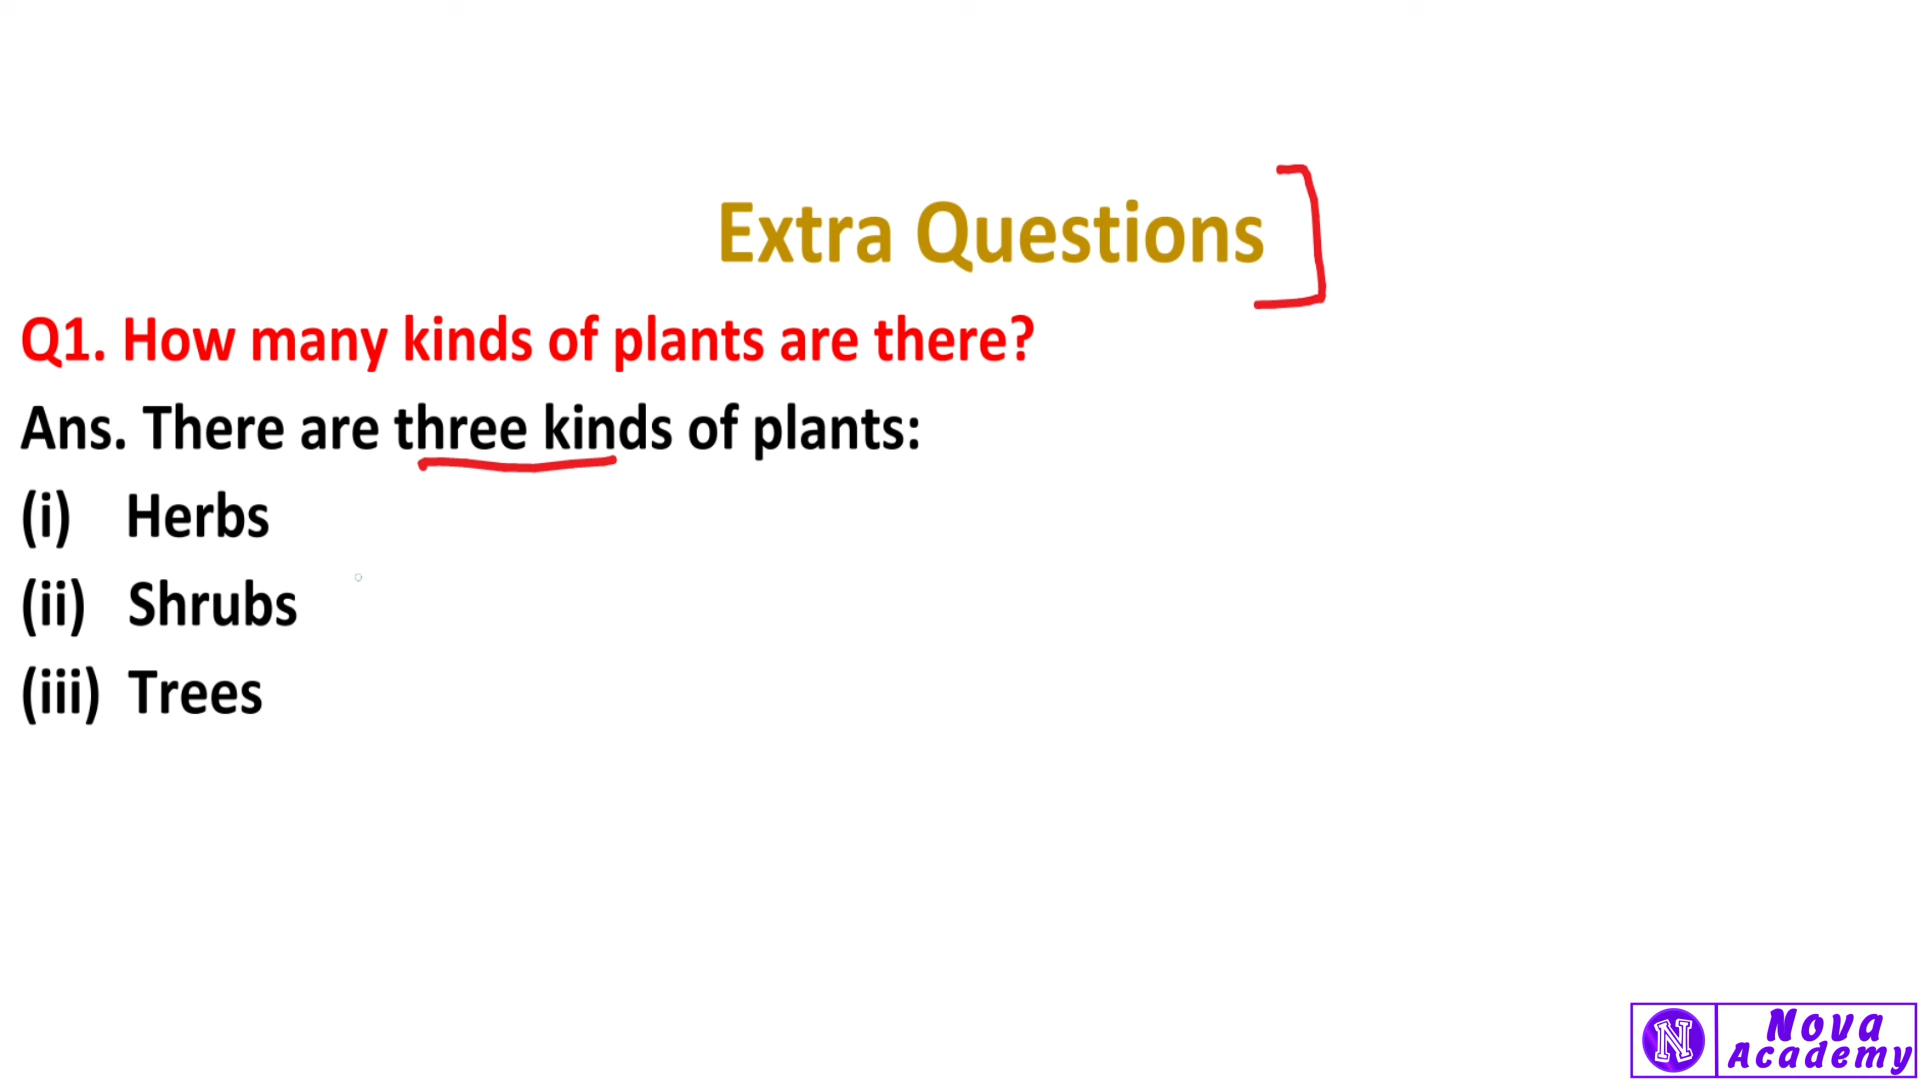 Extra Questions
Q1. How many kinds of plants are there?
Ans. There are three kinds of plants:
(i) Herbs
(ii) Shrubs
(iii) Trees
N
Nova
Academy